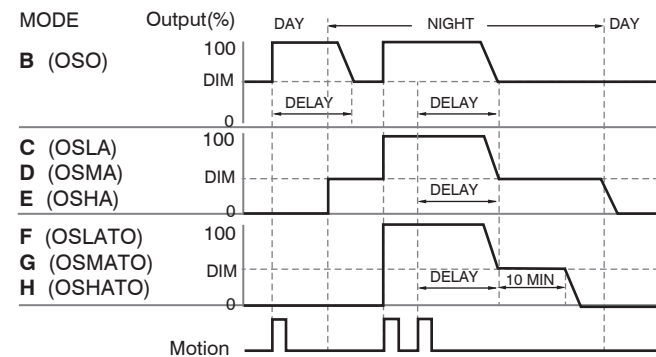 MODE Output(%) DAY NIGHT DAY
100
B (OSO)
DIM
DELAY DELAY
0
C (OSLA) 100
D (OSMA) DIM
E (OSHA) DELAY
0
F (OSLATO) 100
G (OSMATO) DIM
H (OSHATO) DELAY 10 MIN
0
Motion